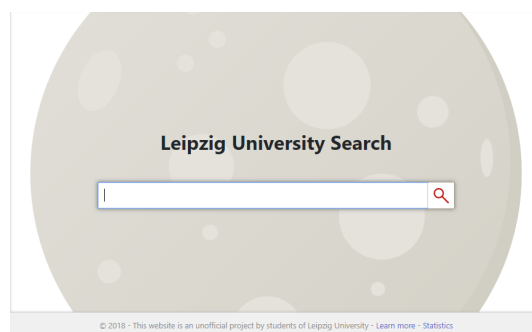 Leipzig University Search
© 2018 - This website is an unofficial project by students of Leipzig University - Learn more - Statistics